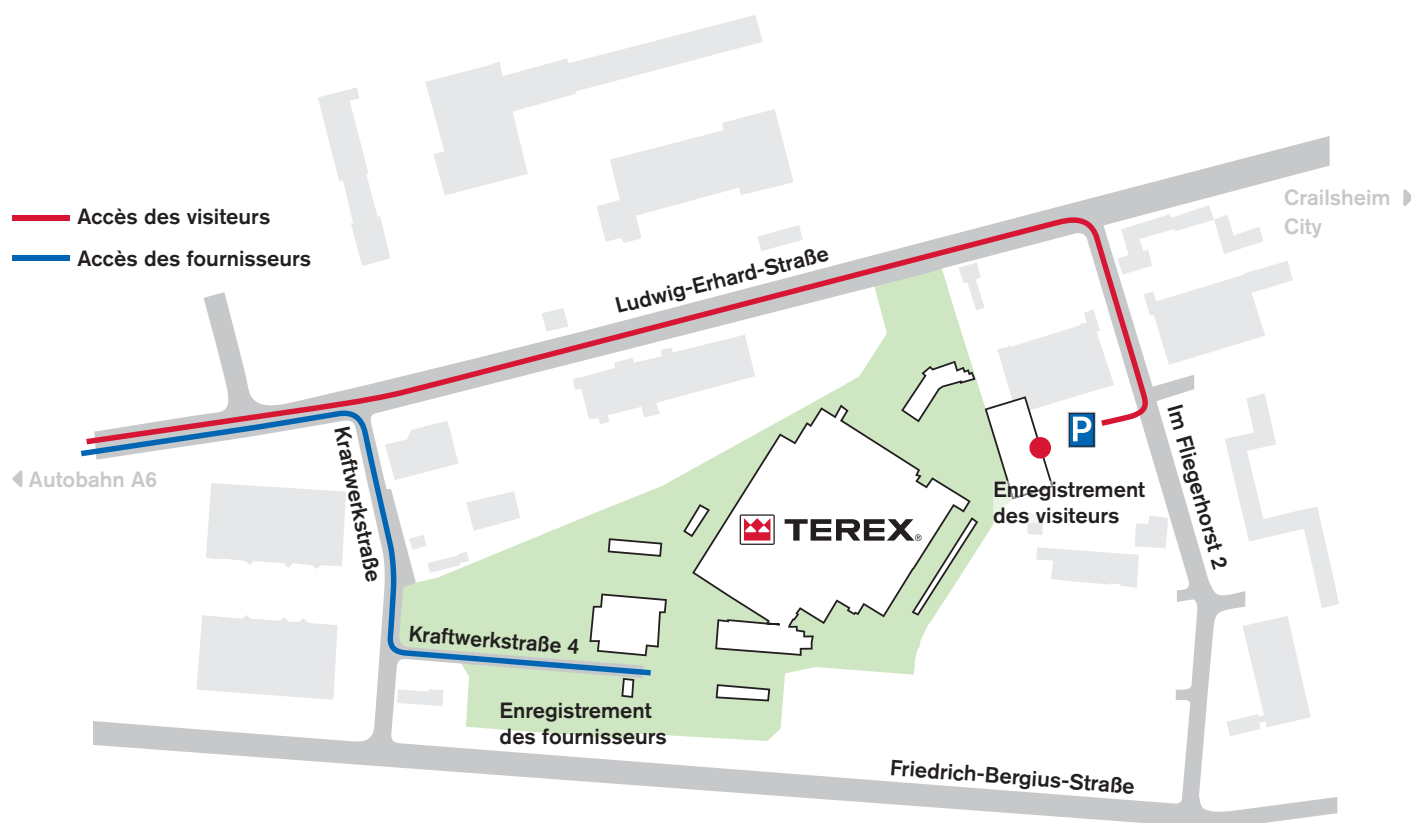 Accès des visiteurs
Accès des fournisseurs
Crailsheim
City
Ludwig-Erhard-Straße
Autobahn A6
Kraftwerkstraße
P
Im Fliegerhorst 2
Enregistrement
des visiteurs
TEREX®
Kraftwerkstraße 4
Enregistrement
des fournisseurs
Friedrich-Bergius-Straße